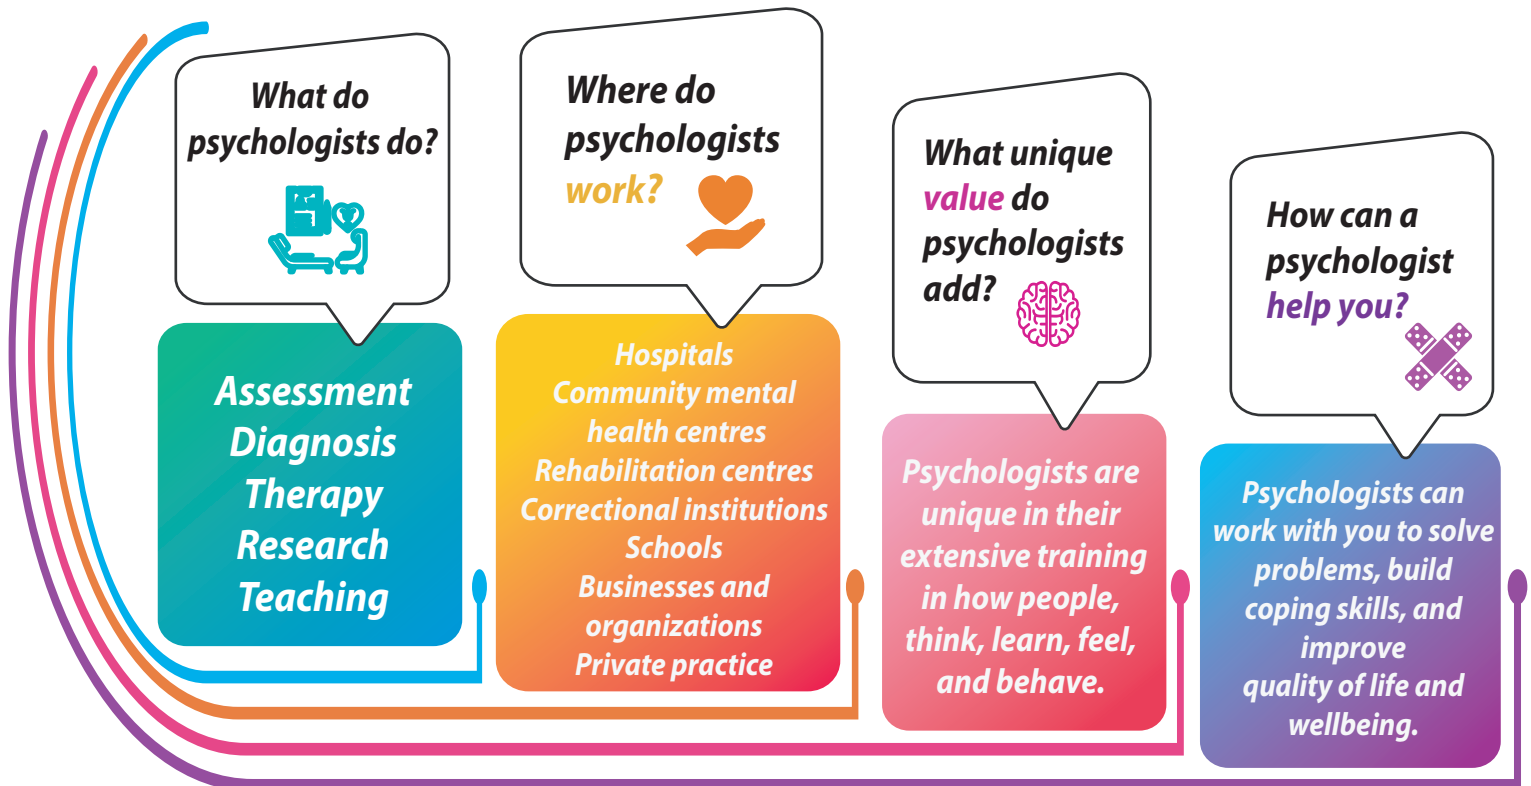 What do
psychologists do?
Assessment
Diagnosis
Therapy
Research
Teaching
Where do
psychologists
work?
Hospitals
Community mental
health centres
Rehabilitation centres
Correctional institutions
Schools
Businesses and
organizations
Private practice
What unique
value do
psychologists
add?
Psychologists are
unique in their
extensive training
in how people,
think, learn, feel,
and behave.
How can a
psychologist
help you?
Psychologists can
work with you to solve
problems, build
coping skills, and
improve
quality of life and
wellbeing.